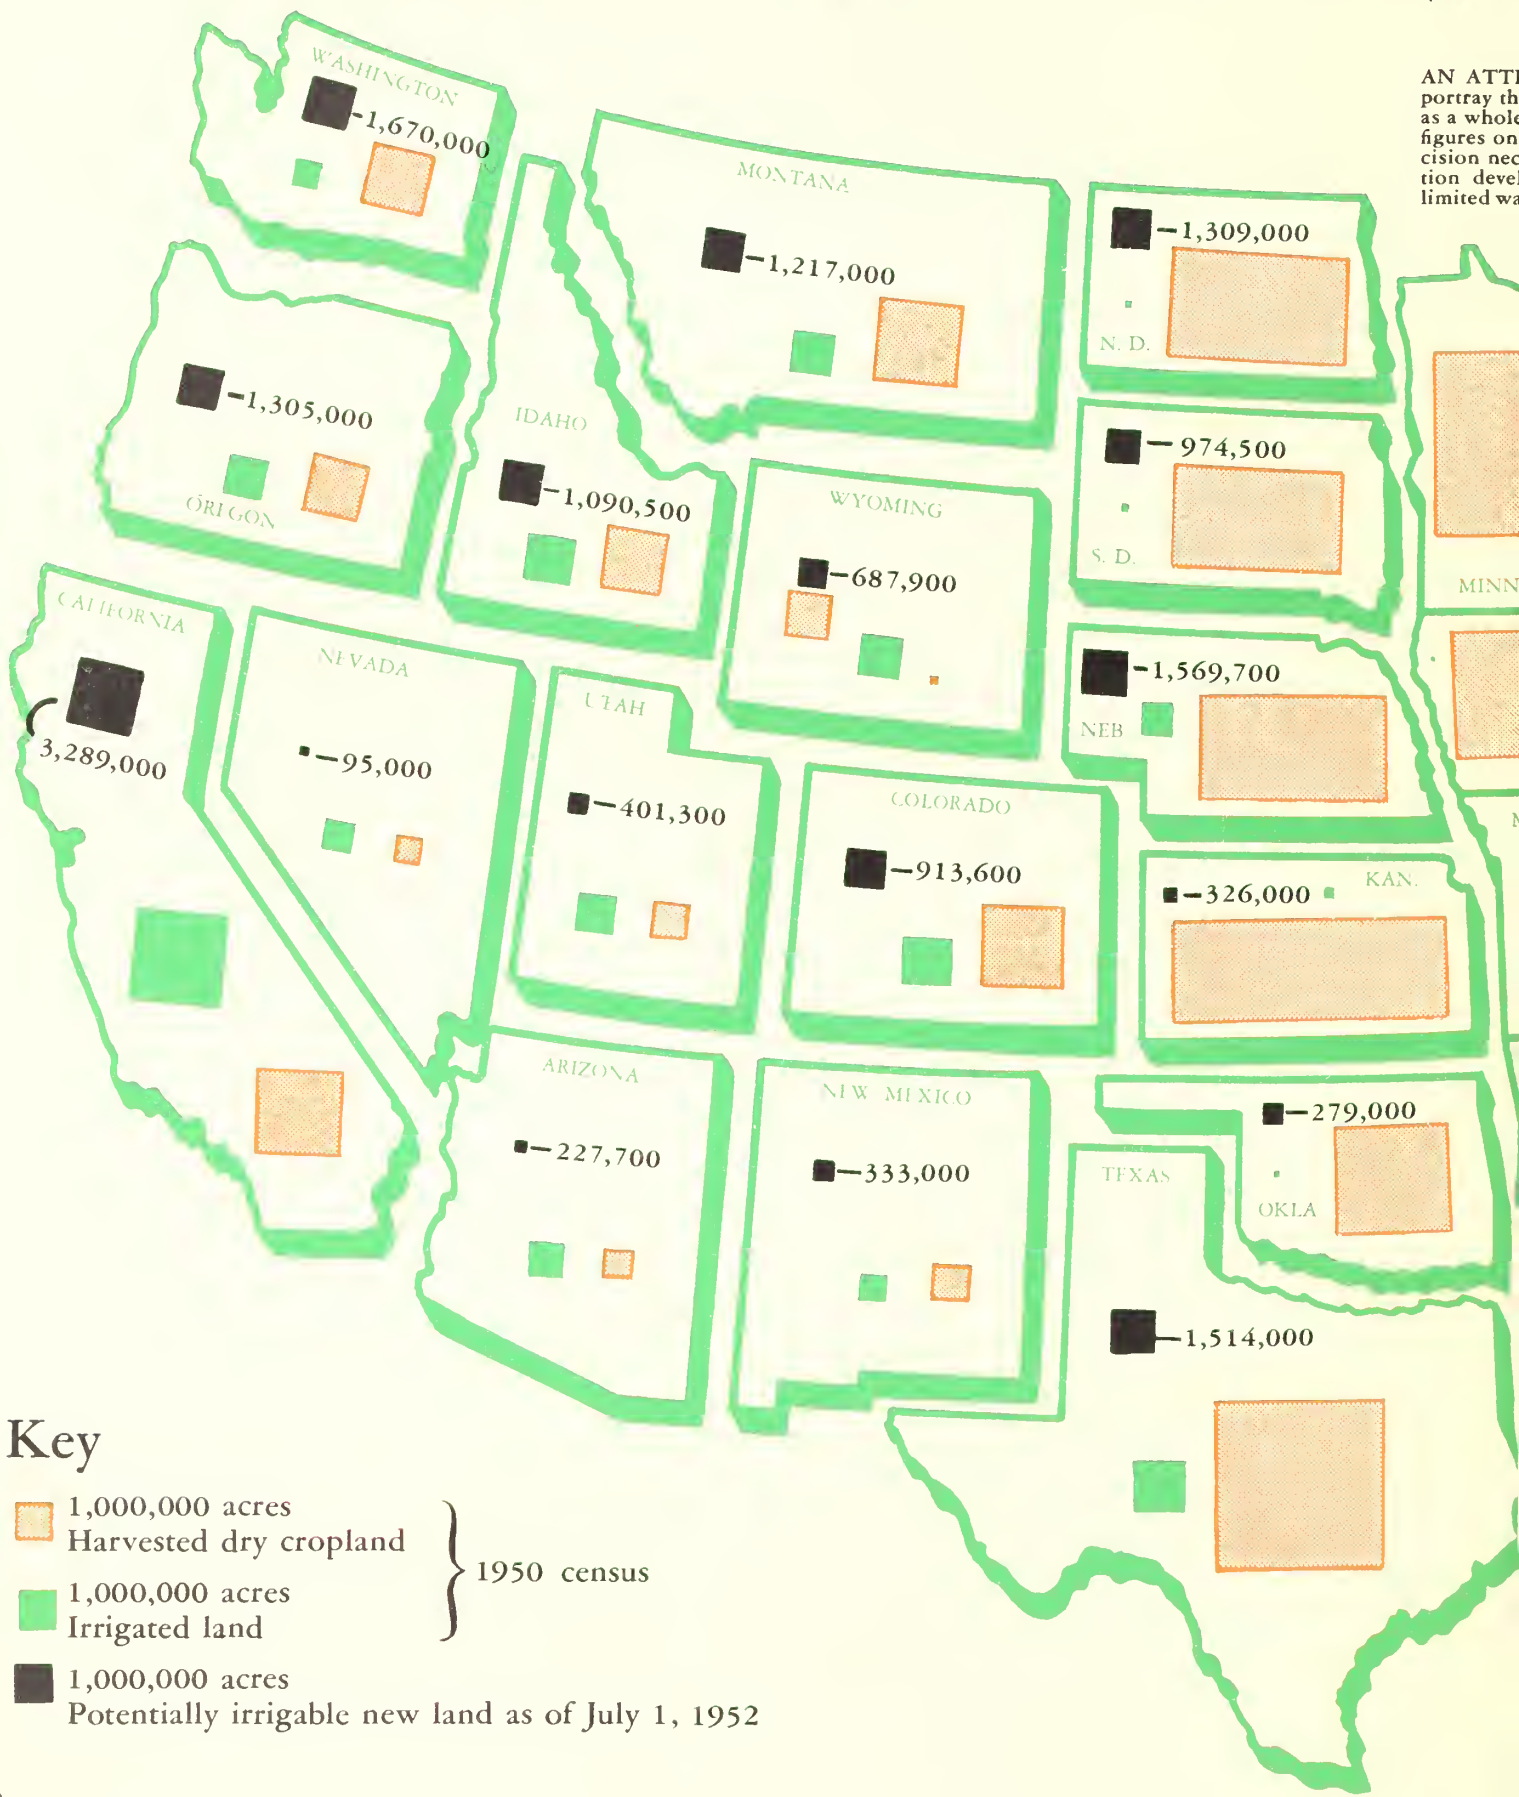 AN ATTE
portray th
as a whole
figures on
cision nec
tion devel
limited wa
WASHINGTON
-1,670,000
MONTANA
-1,217,000
-1,309,000
N. D.
-1,305,000
OREGON
IDAHO
-1,090,500
WYOMING
-687,900
- 974,500
S. D.
MINN
CALIFORNIA
3,289,000
NEVADA
-95,000
UTAH
-401,300
COLORADO
-913,600
-1,569,700
NEB
-326,000
KAN.
ARIZONA
-227,700
NEW MEXICO
-333,000
-279,000
OKLA
TEXAS
-1,514,000
Key
1,000,000 acres
Harvested dry cropland
1,000,000 acres
Irrigated land
1950 census
1,000,000 acres
Potentially irrigable new land as of July 1, 1952